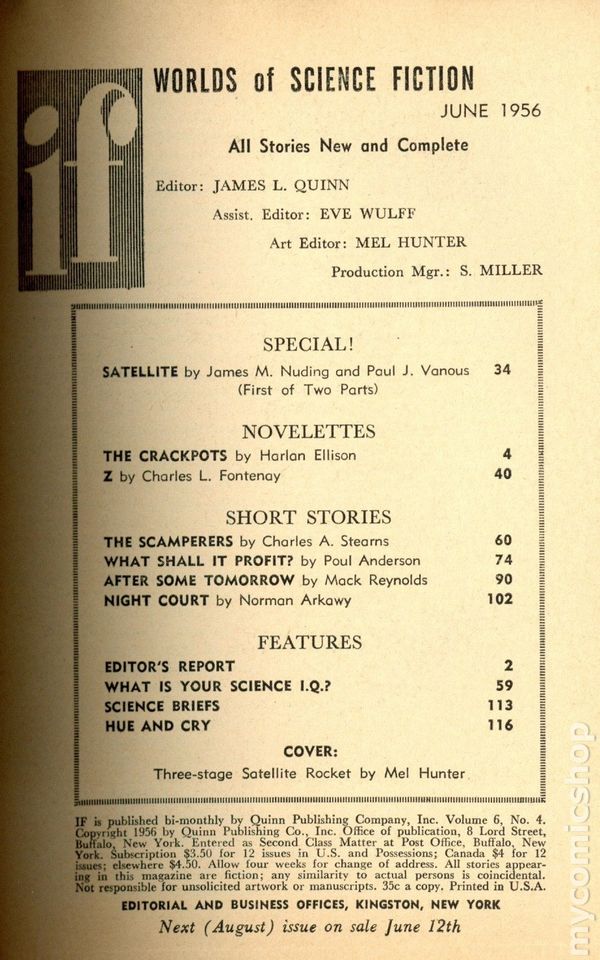 if
WORLDS of SCIENCE FICTION
JUNE 1956
All Stories New and Complete
Editor: JAMES L. QUINN
Assist. Editor: EVE WULFF
Art Editor: MEL HUNTER
Production Mgr.: S. MILLER
SPECIAL!
SATELLITE by James M. Nuding and Paul J. Vanous 34
(First of Two Parts)
NOVELETTES
THE CRACKPOTS by Harlan Ellison 4
Z by Charles L. Fontenay 40
SHORT STORIES
THE SCAMPERERS by Charles A. Stearns 60
WHAT SHALL IT PROFIT? by Poul Anderson 74
AFTER SOME TOMORROW by Mack Reynolds 90
NIGHT COURT by Norman Arkawy 102
FEATURES
EDITOR'S REPORT 2
WHAT IS YOUR SCIENCE I.Q.? 59
SCIENCE BRIEFS 113
HUE AND CRY 116
COVER:
Three-stage Satellite Rocket by Mel Hunter
IF is published bi-monthly by Quinn Publishing Company, Inc. Volume 6, No. 4.
Copyright 1956 by Quinn Publishing Co., Inc. Office of publication, 8 Lord Street,
Buffalo, New York. Entered as Second Class Matter at Post Office, Buffalo, New
York. Subscription $3.50 for 12 issues in U.S. and Possessions; Canada $4 for 12
issues; elsewhere $4.50. Allow four weeks for change of address. All stories appear-
ing in this magazine are fiction; any similarity to actual persons is coincidental.
Not responsible for unsolicited artwork or manuscripts. 35c a copy. Printed in U.S.A.
EDITORIAL AND BUSINESS OFFICES, KINGSTON, NEW YORK
Next (August) issue on sale June 12th
mycomicshop